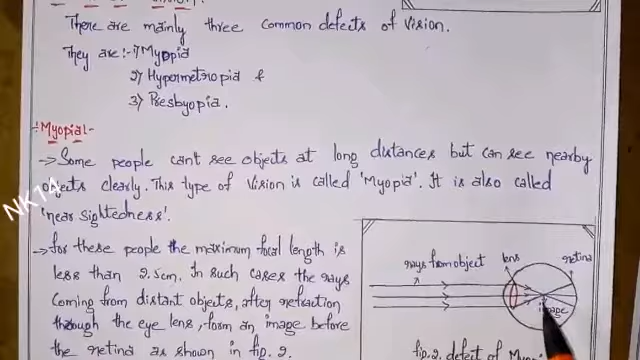 There are mainly three common defects of vision.
They are :- 1) Myopia
2) Hypermetropia &
3) Presbyopia.
Myopia:-
→ Some people can't see objects at long distances but can see nearby
objects clearly. This type of vision is called 'Myopia'. It is also called
'near sightedness'.
→ For these people the maximum focal length is
less than 2.5cm. In such cases the rays
coming from distant objects, after refraction
through the eye lens, form an image before
the retina as shown in fig. 2.
rays from object
lens
retina
image
fig. 2. defect of
NK14